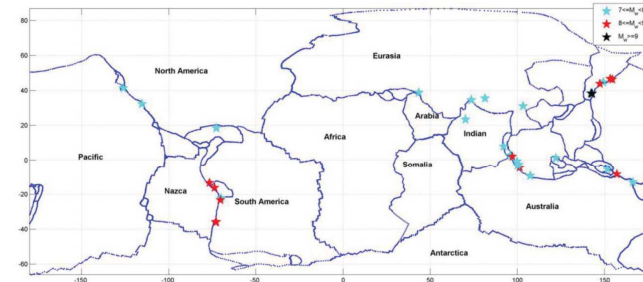 7<=M_w<
8<=M_w<
M_w>=9
80
60
40
20
0
-20
-40
-60
Eurasia
North America
Arabia
Africa
Indian
Pacific
Somalia
Nazca
South America
Australia
Antarctica
-150
-100
-50
0
50
100
150